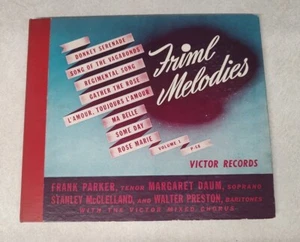 DONKEY SERENADE
SONG OF THE VAGABONDS
REGIMENTAL SONG
GATHER THE ROSE
L'AMOUR, TOUJOURS L'AMOUR
MA BELLE
SOME DAY
ROSE MARIE
Friml
Melodies
VOLUME 1
VICTOR RECORDS
FRANK PARKER, TENOR MARGARET DAUM, SOPRANO
STANLEY McCLELLAND, AND WALTER PRESTON, BARITONES
WITH THE VICTOR MIXED CHORUS